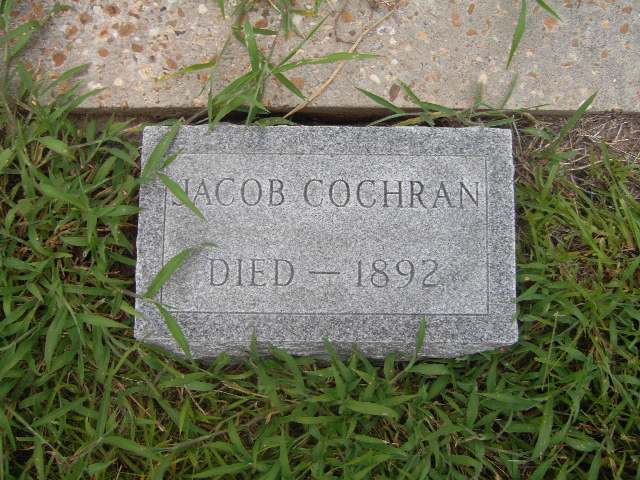 JACOB COCHRAN
DIED — 1892